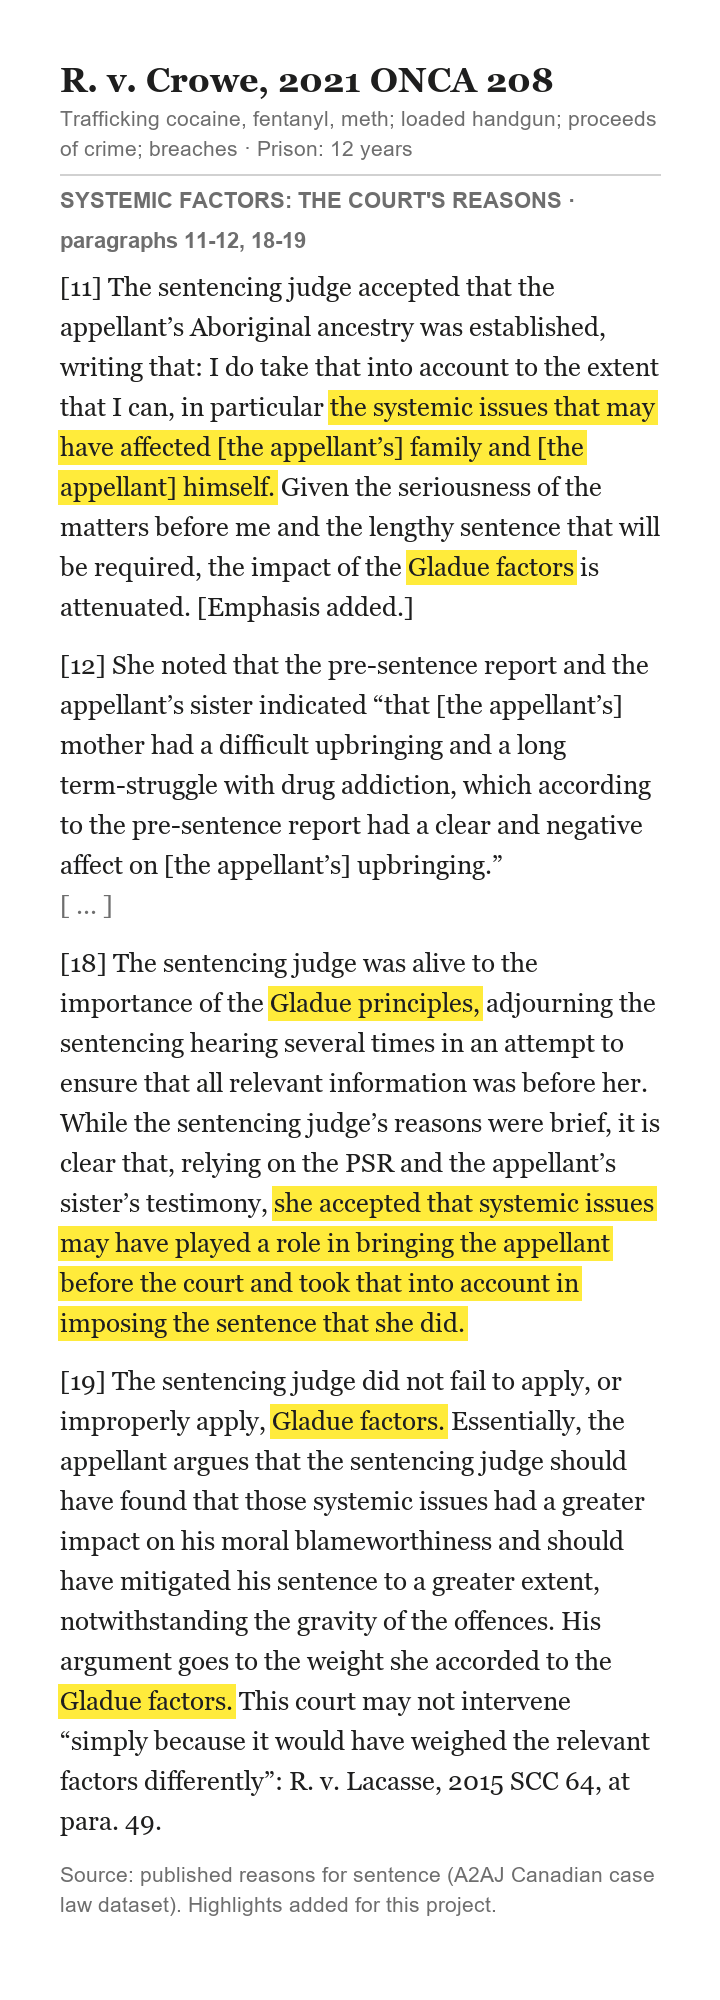 R. v. Crowe, 2021 ONCA 208
Trafficking cocaine, fentanyl, meth; loaded handgun; proceeds
of crime; breaches · Prison: 12 years
SYSTEMIC FACTORS: THE COURT'S REASONS ·
paragraphs 11-12, 18-19
[11] The sentencing judge accepted that the
appellant’s Aboriginal ancestry was established,
writing that: I do take that into account to the extent
that I can, in particular the systemic issues that may
have affected [the appellant’s] family and [the
appellant] himself. Given the seriousness of the
matters before me and the lengthy sentence that will
be required, the impact of the Gladue factors is
attenuated. [Emphasis added.]
[12] She noted that the pre-sentence report and the
appellant’s sister indicated “that [the appellant’s]
mother had a difficult upbringing and a long
term-struggle with drug addiction, which according
to the pre-sentence report had a clear and negative
affect on [the appellant’s] upbringing.”
[ ... ]
[18] The sentencing judge was alive to the
importance of the Gladue principles, adjourning the
sentencing hearing several times in an attempt to
ensure that all relevant information was before her.
While the sentencing judge’s reasons were brief, it is
clear that, relying on the PSR and the appellant’s
sister’s testimony, she accepted that systemic issues
may have played a role in bringing the appellant
before the court and took that into account in
imposing the sentence that she did.
[19] The sentencing judge did not fail to apply, or
improperly apply, Gladue factors. Essentially, the
appellant argues that the sentencing judge should
have found that those systemic issues had a greater
impact on his moral blameworthiness and should
have mitigated his sentence to a greater extent,
notwithstanding the gravity of the offences. His
argument goes to the weight she accorded to the
Gladue factors. This court may not intervene
“simply because it would have weighed the relevant
factors differently”: R. v. Lacasse, 2015 SCC 64, at
para. 49.
Source: published reasons for sentence (A2AJ Canadian case
law dataset). Highlights added for this project.